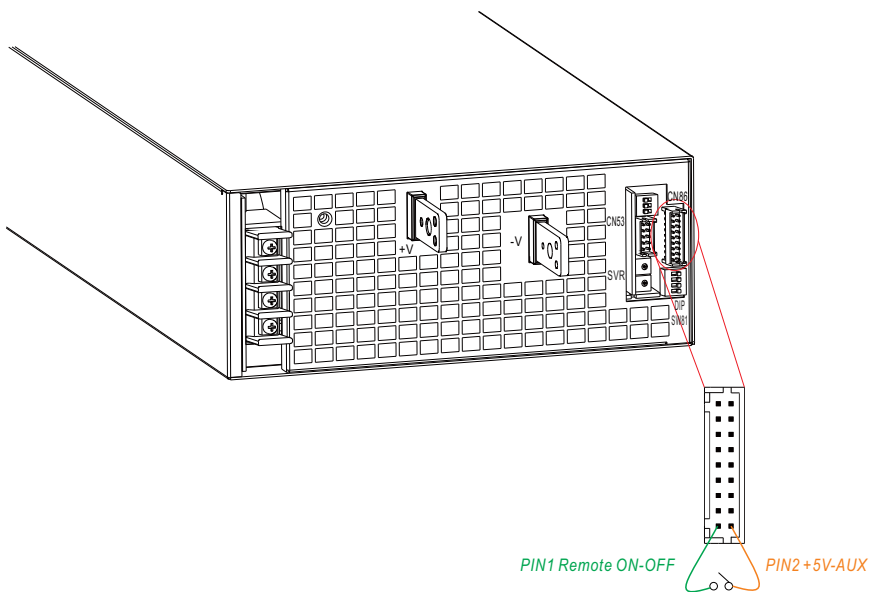 CN86
CN53
+V
-V
SVR
DIP
SW81
PIN1 Remote ON-OFF
PIN2 +5V-AUX